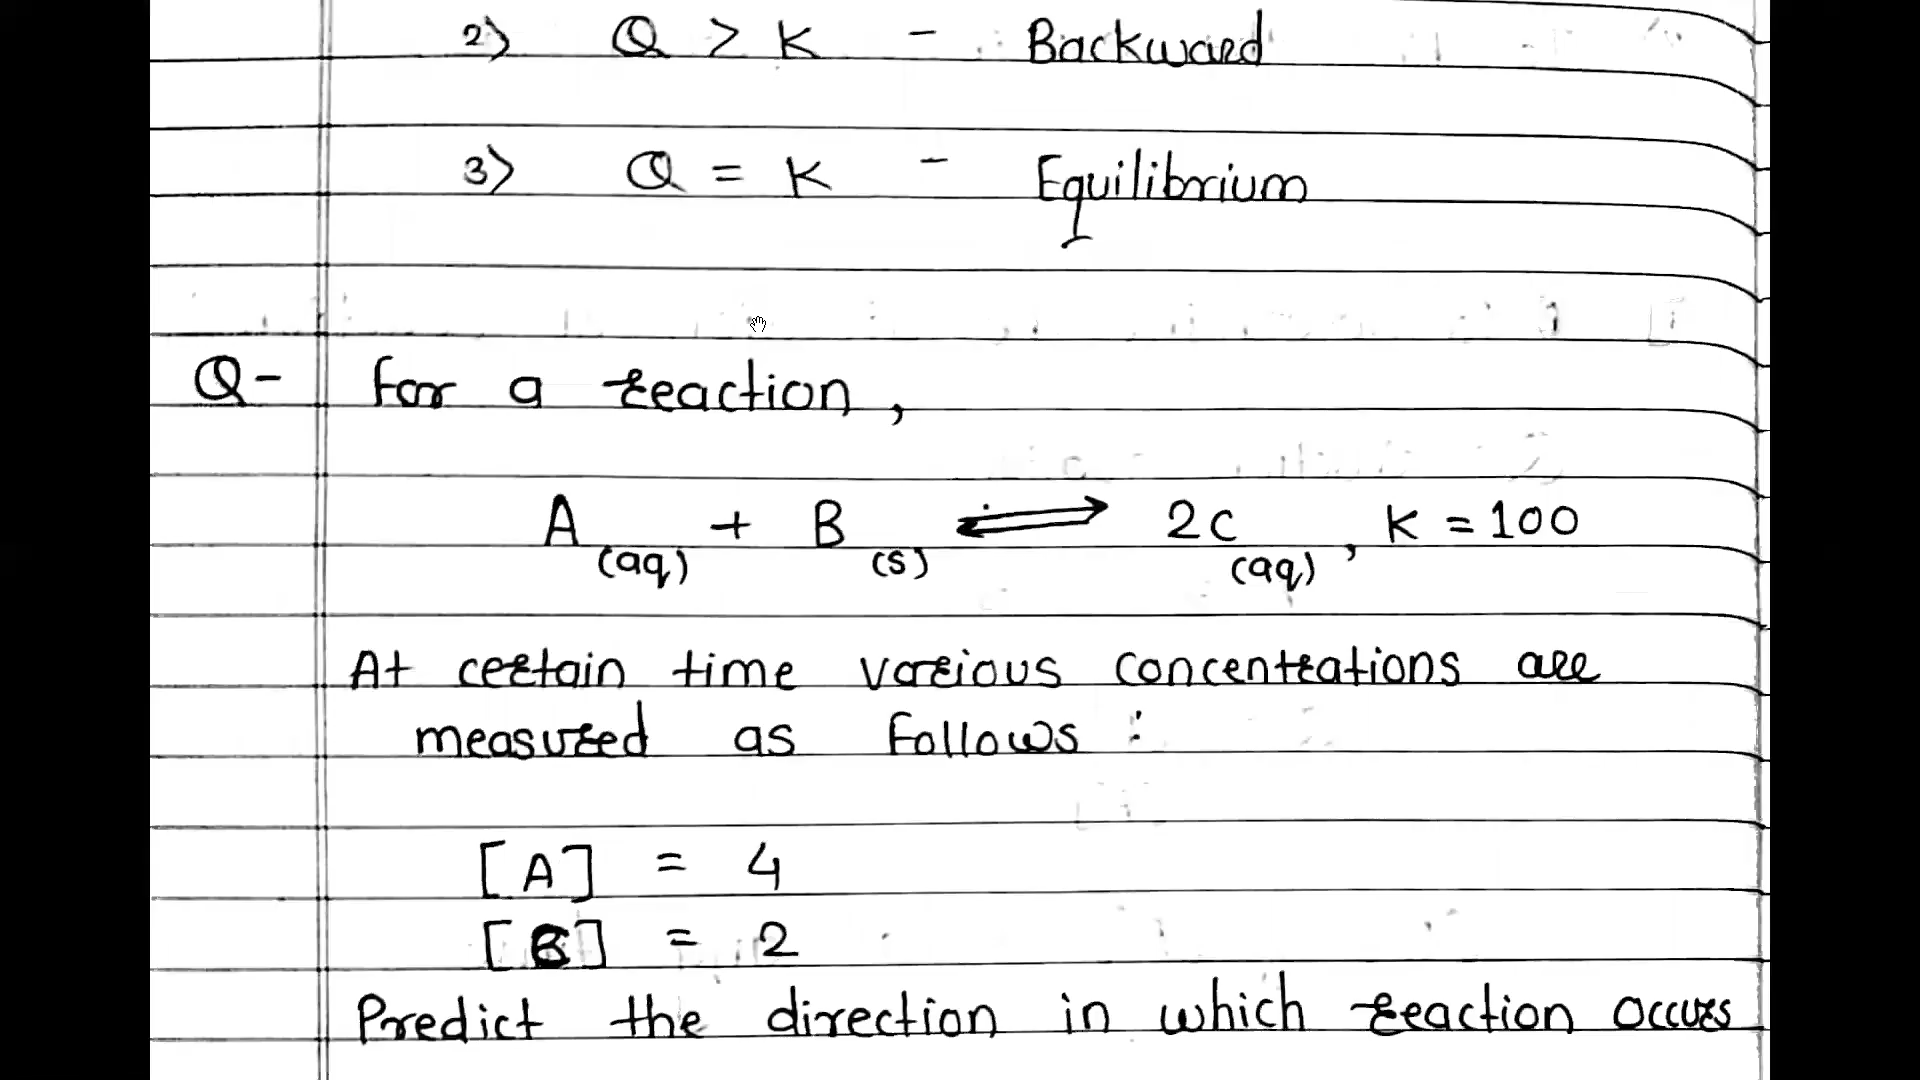 2) Q > K - Backward
3) Q = K - Equilibrium
Q- For a reaction,
A(aq) + B(s) ⇌ 2C(aq), K = 100
At certain time various concentrations are
measured as follows :
[A] = 4
[C] = 2
Predict the direction in which reaction occurs